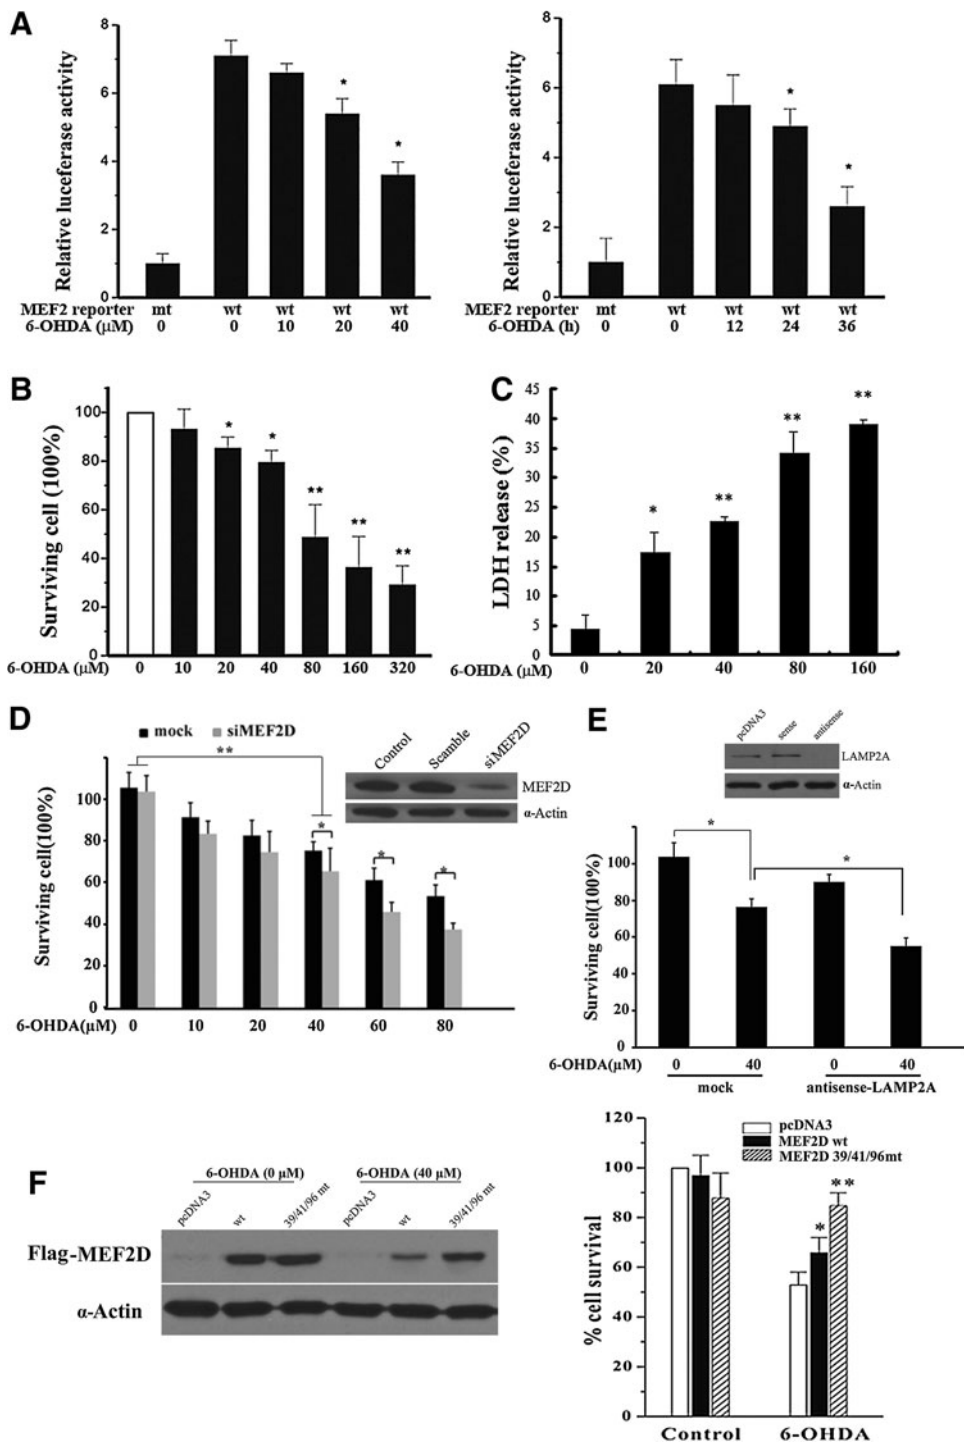 A
Relative luceferase activity
8
6
4
2
0
*
*
MEF2 reporter mt wt wt wt wt
6-OHDA (μM) 0 0 10 20 40
Relative luceferase activity
8
6
4
2
0
*
*
MEF2 reporter mt wt wt wt wt
6-OHDA (h) 0 0 12 24 36
B
Surviving cell (100%)
100
80
60
40
20
0
*
*
**
**
**
6-OHDA (μM) 0 10 20 40 80 160 320
C
LDH release (%)
45
40
35
30
25
20
15
10
5
0
*
**
**
**
6-OHDA (μM) 0 20 40 80 160
D
mock siMEF2D
**
Surviving cell(100%)
100
80
60
40
20
0
*
*
*
Control Scamble siMEF2D
MEF2D
α-Actin
6-OHDA(μM) 0 10 20 40 60 80
E
pcDNA3 sense antisense
LAMP2A
α-Actin
Surviving cell(100%)
120
100
80
60
40
20
0
*
*
6-OHDA(μM) 0 40 0 40
mock antisense-LAMP2A
F
6-OHDA (0 μM) 6-OHDA (40 μM)
pcDNA3 wt 39/41/96 mt pcDNA3 wt 39/41/96 mt
Flag-MEF2D
α-Actin
% cell survival
120
100
80
60
40
20
0
pcDNA3
MEF2D wt
MEF2D 39/41/96mt
*
**
Control 6-OHDA